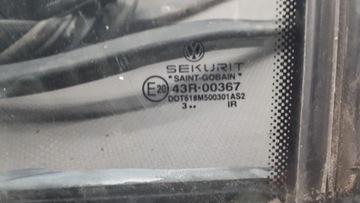 SEKURIT
"SAINT-GOBAIN"
E20 43R-00367
DOT618M500301AS2
3.. IR